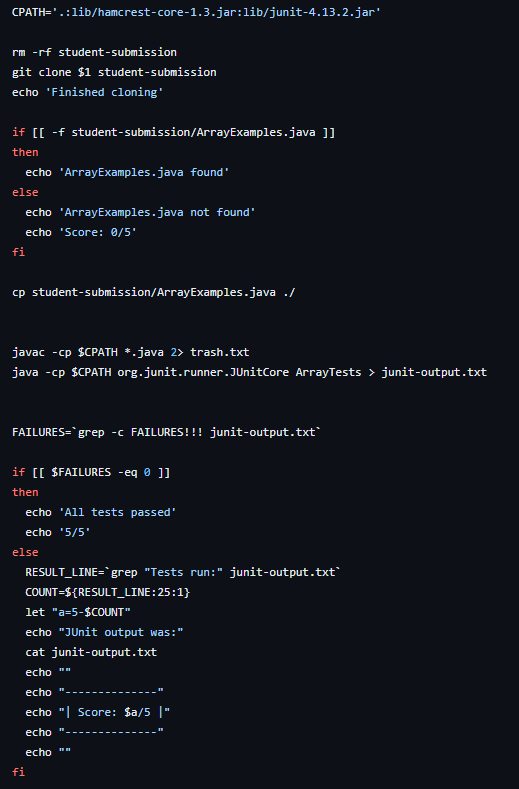 CPATH='.:lib/hamcrest-core-1.3.jar:lib/junit-4.13.2.jar'
rm -rf student-submission
git clone $1 student-submission
echo 'Finished cloning'
if [[ -f student-submission/ArrayExamples.java ]]
then
  echo 'ArrayExamples.java found'
else
  echo 'ArrayExamples.java not found'
  echo 'Score: 0/5'
fi
cp student-submission/ArrayExamples.java ./
javac -cp $CPATH *.java 2> trash.txt
java -cp $CPATH org.junit.runner.JUnitCore ArrayTests > junit-output.txt
FAILURES=`grep -c FAILURES!!! junit-output.txt`
if [[ $FAILURES -eq 0 ]]
then
  echo 'All tests passed'
  echo '5/5'
else
  RESULT_LINE=`grep "Tests run:" junit-output.txt`
  COUNT=${RESULT_LINE:25:1}
  let "a=5-$COUNT"
  echo "JUnit output was:"
  cat junit-output.txt
  echo ""
  echo "--------------"
  echo "| Score: $a/5 |"
  echo "--------------"
  echo ""
fi